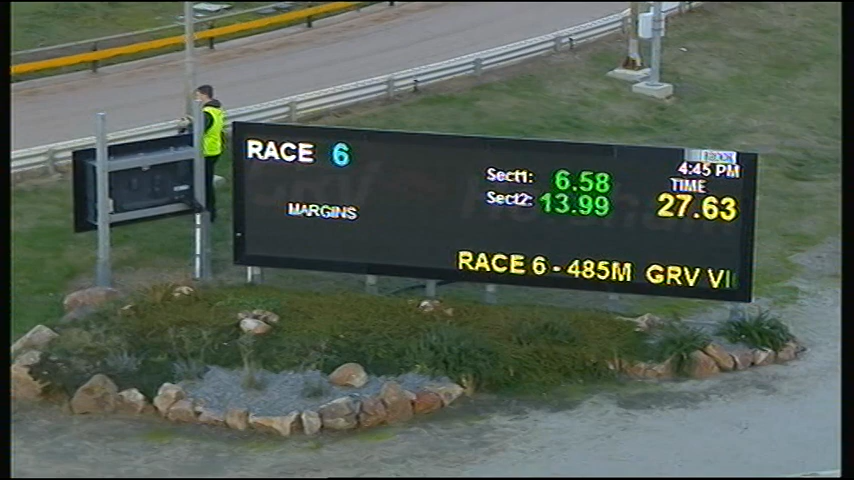 RACE 6
Sect1: 6.58
Sect2: 13.99
4:45 PM
TIME
27.63
MARGINS
RACE 6 - 485M GRV VI